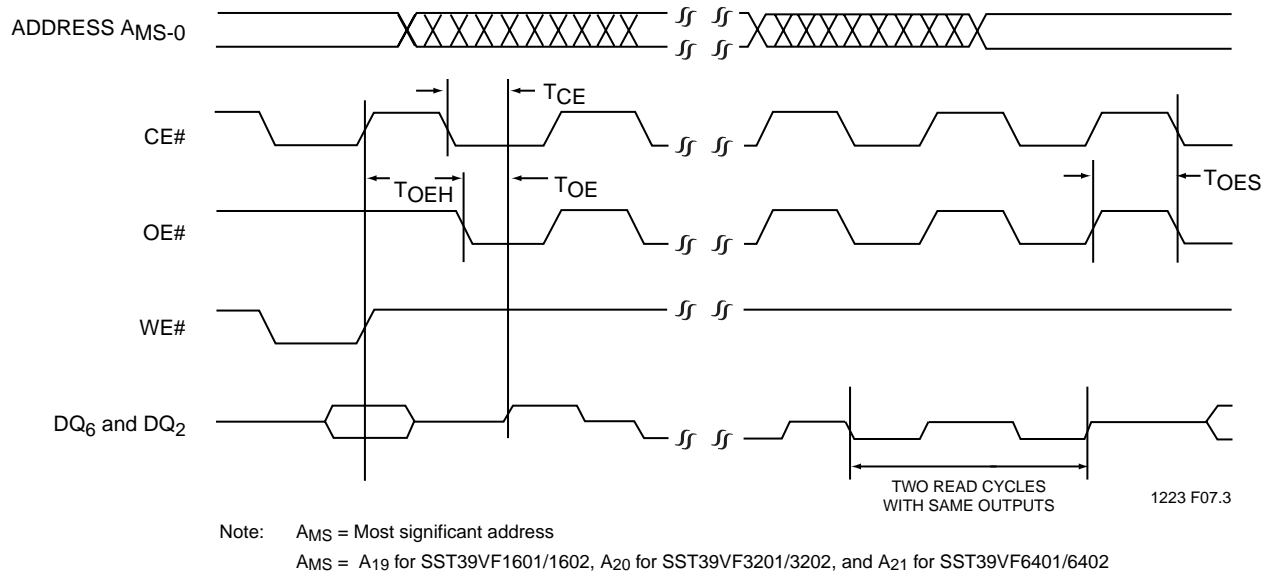 ADDRESS AMS-0
TCE
CE#
TOEH
TOE
TOES
OE#
WE#
DQ6 and DQ2
TWO READ CYCLES
WITH SAME OUTPUTS
1223 F07.3
Note: AMS = Most significant address
AMS = A19 for SST39VF1601/1602, A20 for SST39VF3201/3202, and A21 for SST39VF6401/6402